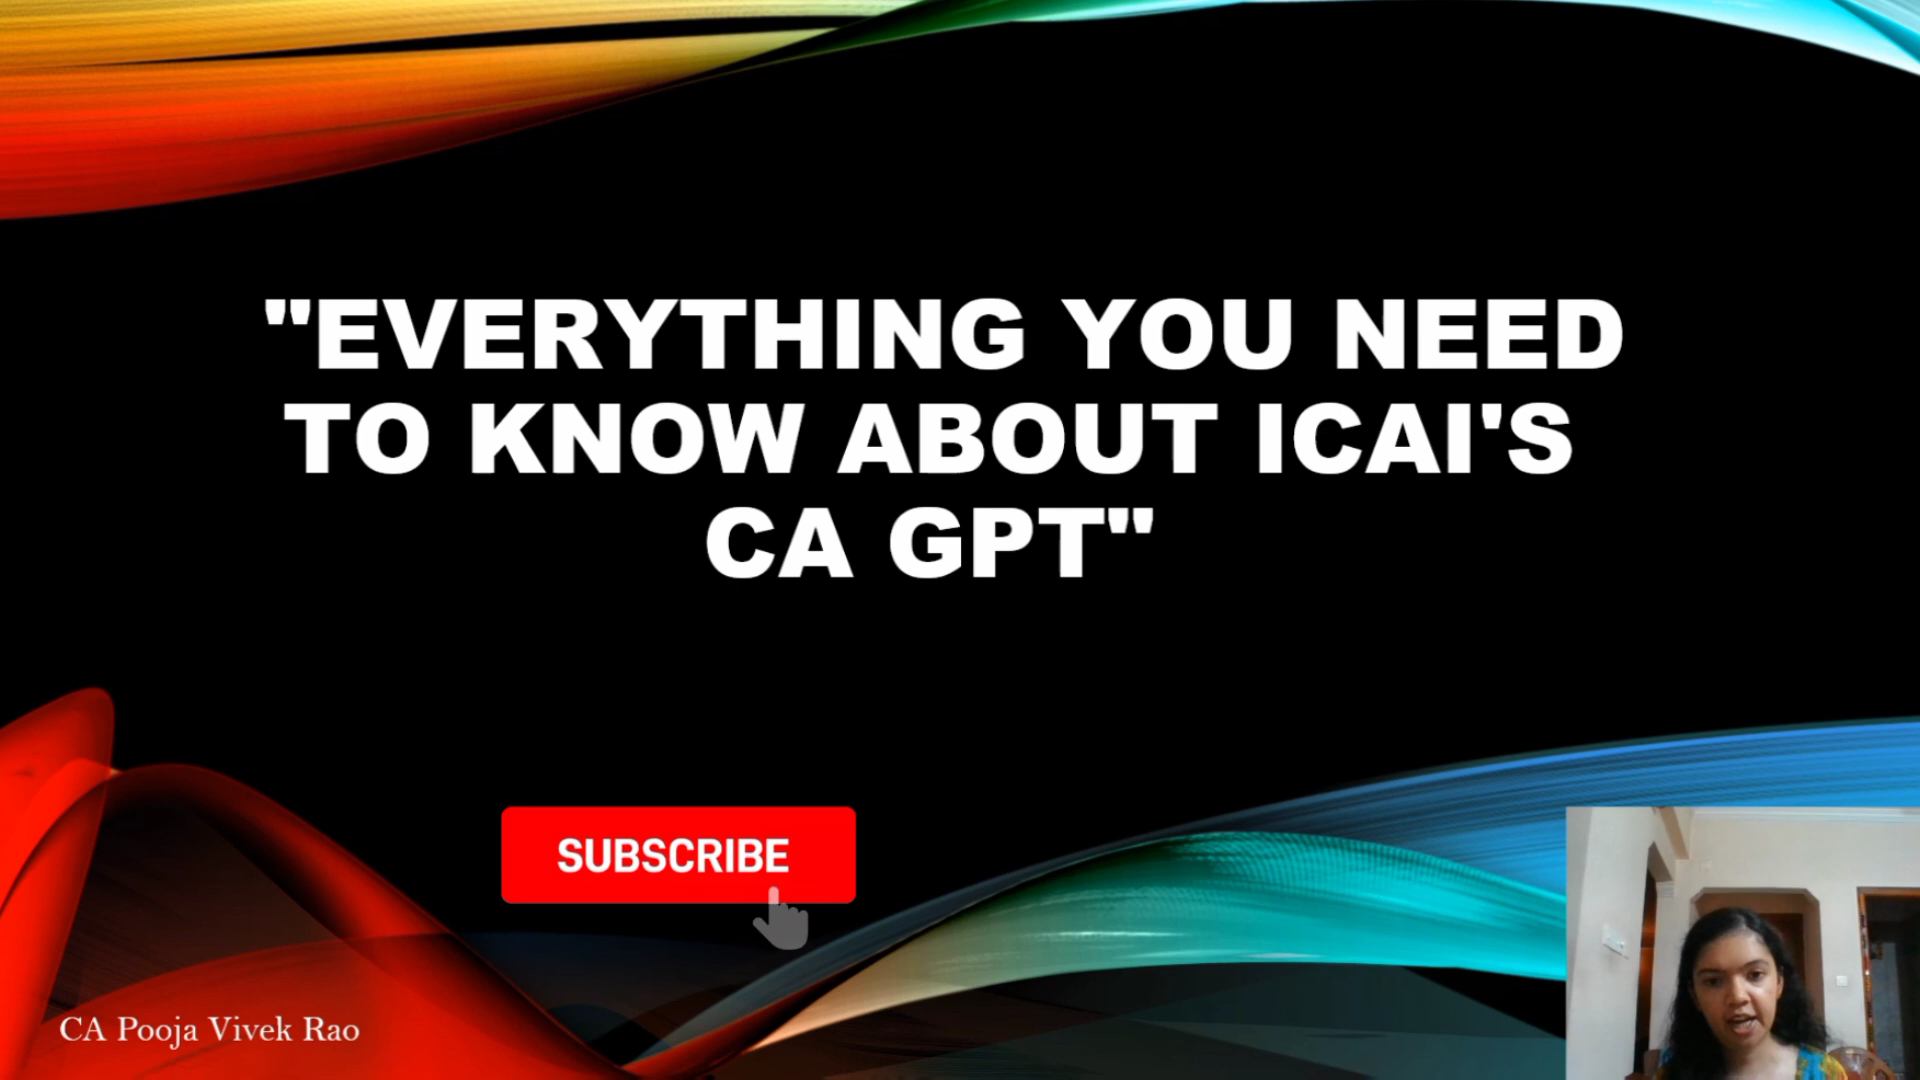 "EVERYTHING YOU NEED
TO KNOW ABOUT ICAI'S
CA GPT"
SUBSCRIBE
CA Pooja Vivek Rao